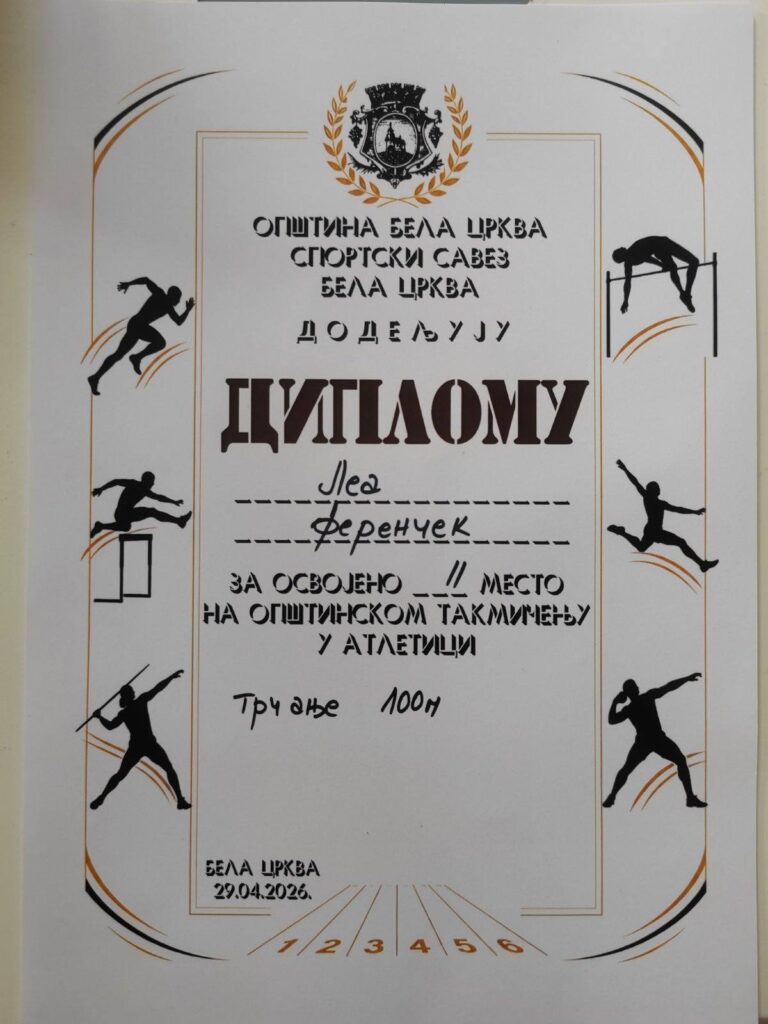 ОПШТИНА БЕЛА ЦРКВА
СПОРТСКИ САВЕЗ
БЕЛА ЦРКВА
ДОДЕЉУЈУ
ДИПЛОМУ
Леа
Ференчек
ЗА ОСВОЈЕНО II МЕСТО
НА ОПШТИНСКОМ ТАКМИЧЕЊУ
У АТЛЕТИЦИ
Трчање 100м
БЕЛА ЦРКВА
29.04.2026.
1 2 3 4 5 6